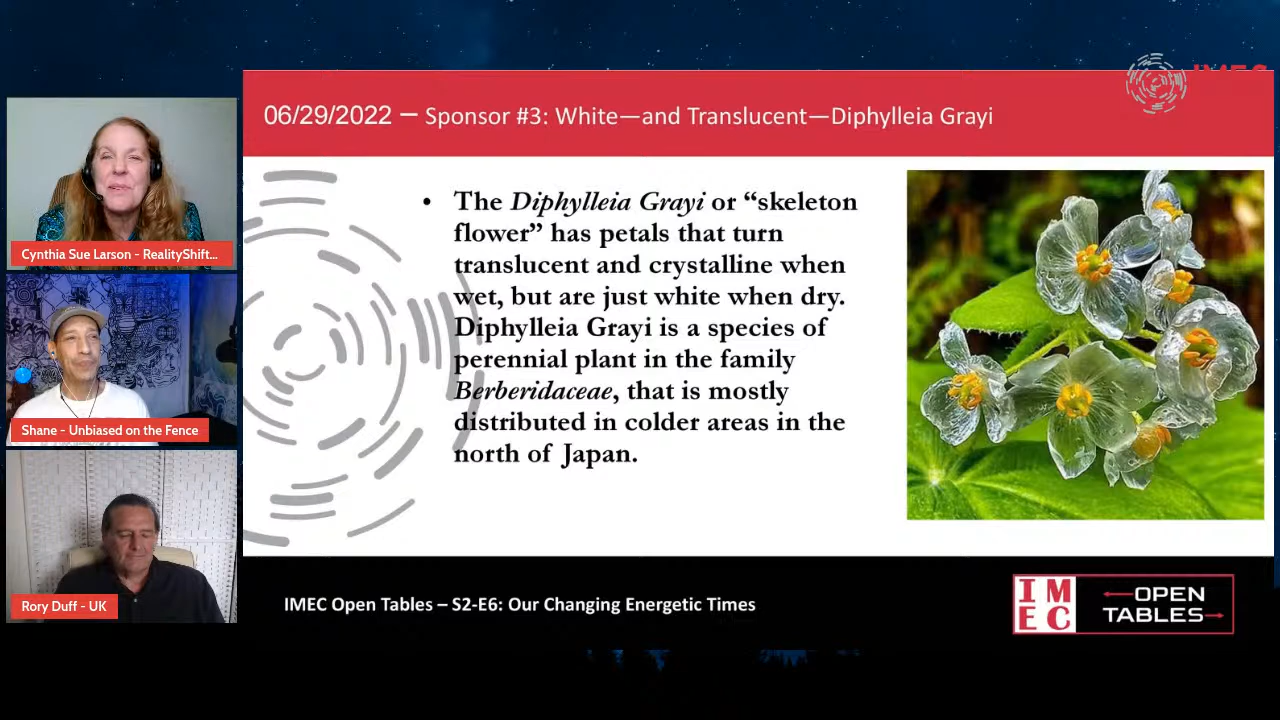 IMEC
06/29/2022 – Sponsor #3: White—and Translucent—Diphylleia Grayi
Cynthia Sue Larson - RealityShift...
Shane - Unbiased on the Fence
Rory Duff - UK
• The Diphylleia Grayi or “skeleton
flower” has petals that turn
translucent and crystalline when
wet, but are just white when dry.
Diphylleia Grayi is a species of
perennial plant in the family
Berberidaceae, that is mostly
distributed in colder areas in the
north of Japan.
IMEC Open Tables – S2-E6: Our Changing Energetic Times
I M
E C
OPEN
TABLES